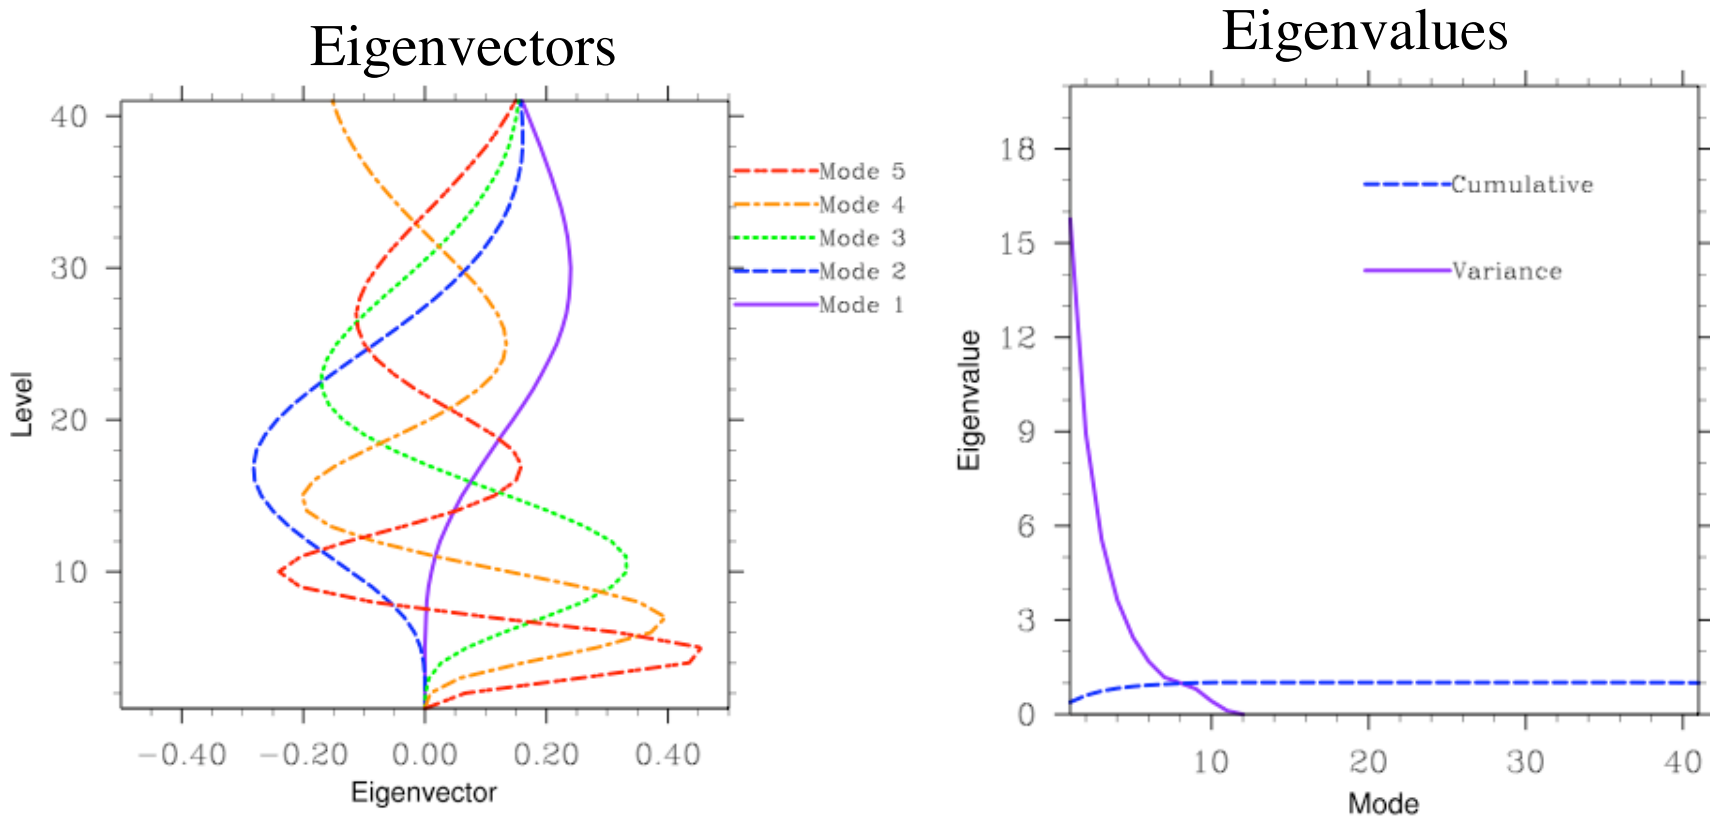 Eigenvectors
40
30
20
10
Level
−0.40 −0.20 0.00 0.20 0.40
Eigenvector
Mode 5
Mode 4
Mode 3
Mode 2
Mode 1
Eigenvalues
18
15
12
9
6
3
0
Eigenvalue
10 20 30 40
Mode
Cumulative
Variance